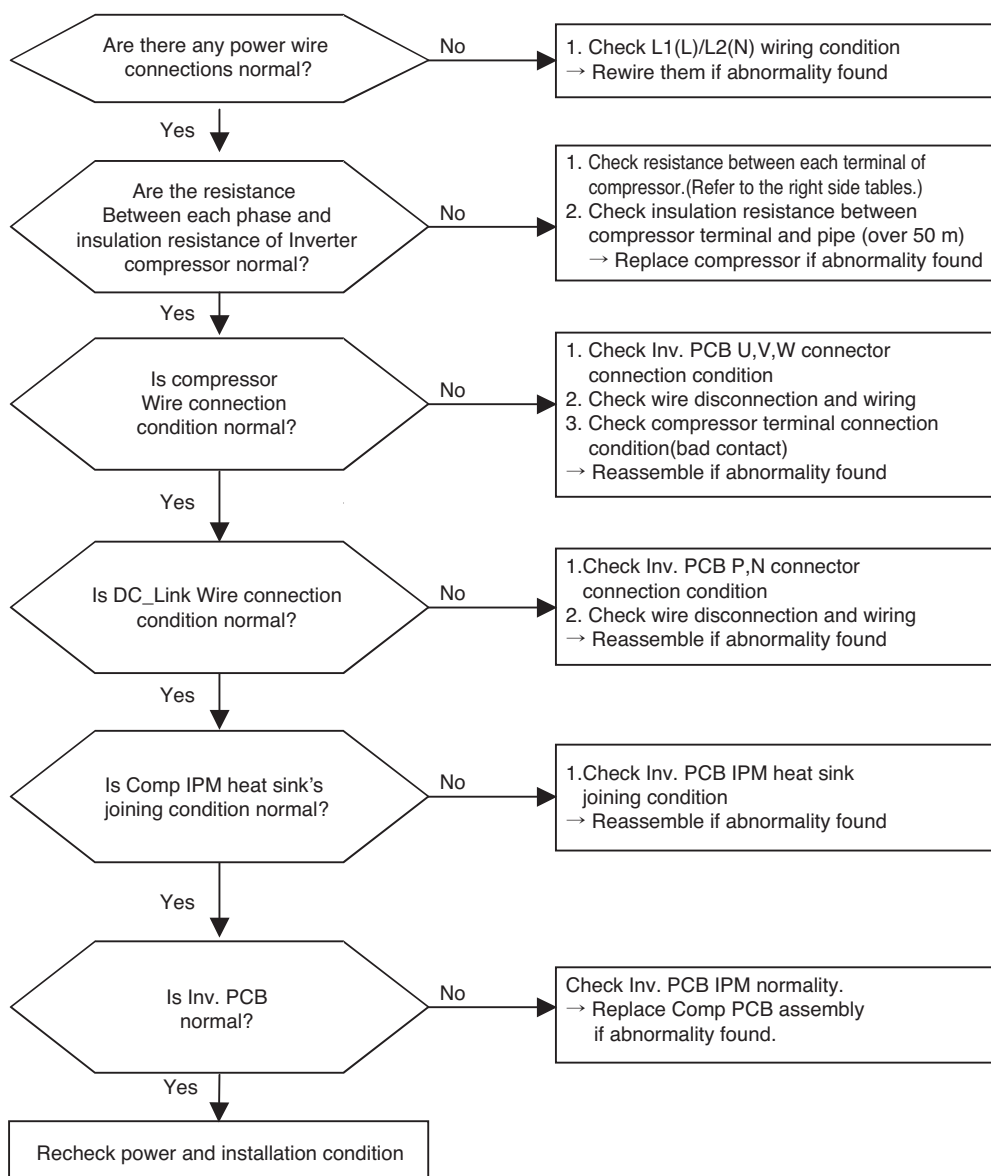 Are there any power wire
connections normal?
No
1. Check L1(L)/L2(N) wiring condition
→ Rewire them if abnormality found
Yes
Are the resistance
Between each phase and
insulation resistance of Inverter
compressor normal?
No
1. Check resistance between each terminal of
compressor.(Refer to the right side tables.)
2. Check insulation resistance between
compressor terminal and pipe (over 50 m)
→ Replace compressor if abnormality found
Yes
Is compressor
Wire connection
condition normal?
No
1. Check Inv. PCB U,V,W connector
connection condition
2. Check wire disconnection and wiring
3. Check compressor terminal connection
condition(bad contact)
→ Reassemble if abnormality found
Yes
Is DC_Link Wire connection
condition normal?
No
1.Check Inv. PCB P,N connector
connection condition
2. Check wire disconnection and wiring
→ Reassemble if abnormality found
Yes
Is Comp IPM heat sink's
joining condition normal?
No
1.Check Inv. PCB IPM heat sink
joining condition
→ Reassemble if abnormality found
Yes
Is Inv. PCB
normal?
No
Check Inv. PCB IPM normality.
→ Replace Comp PCB assembly
if abnormality found.
Yes
Recheck power and installation condition